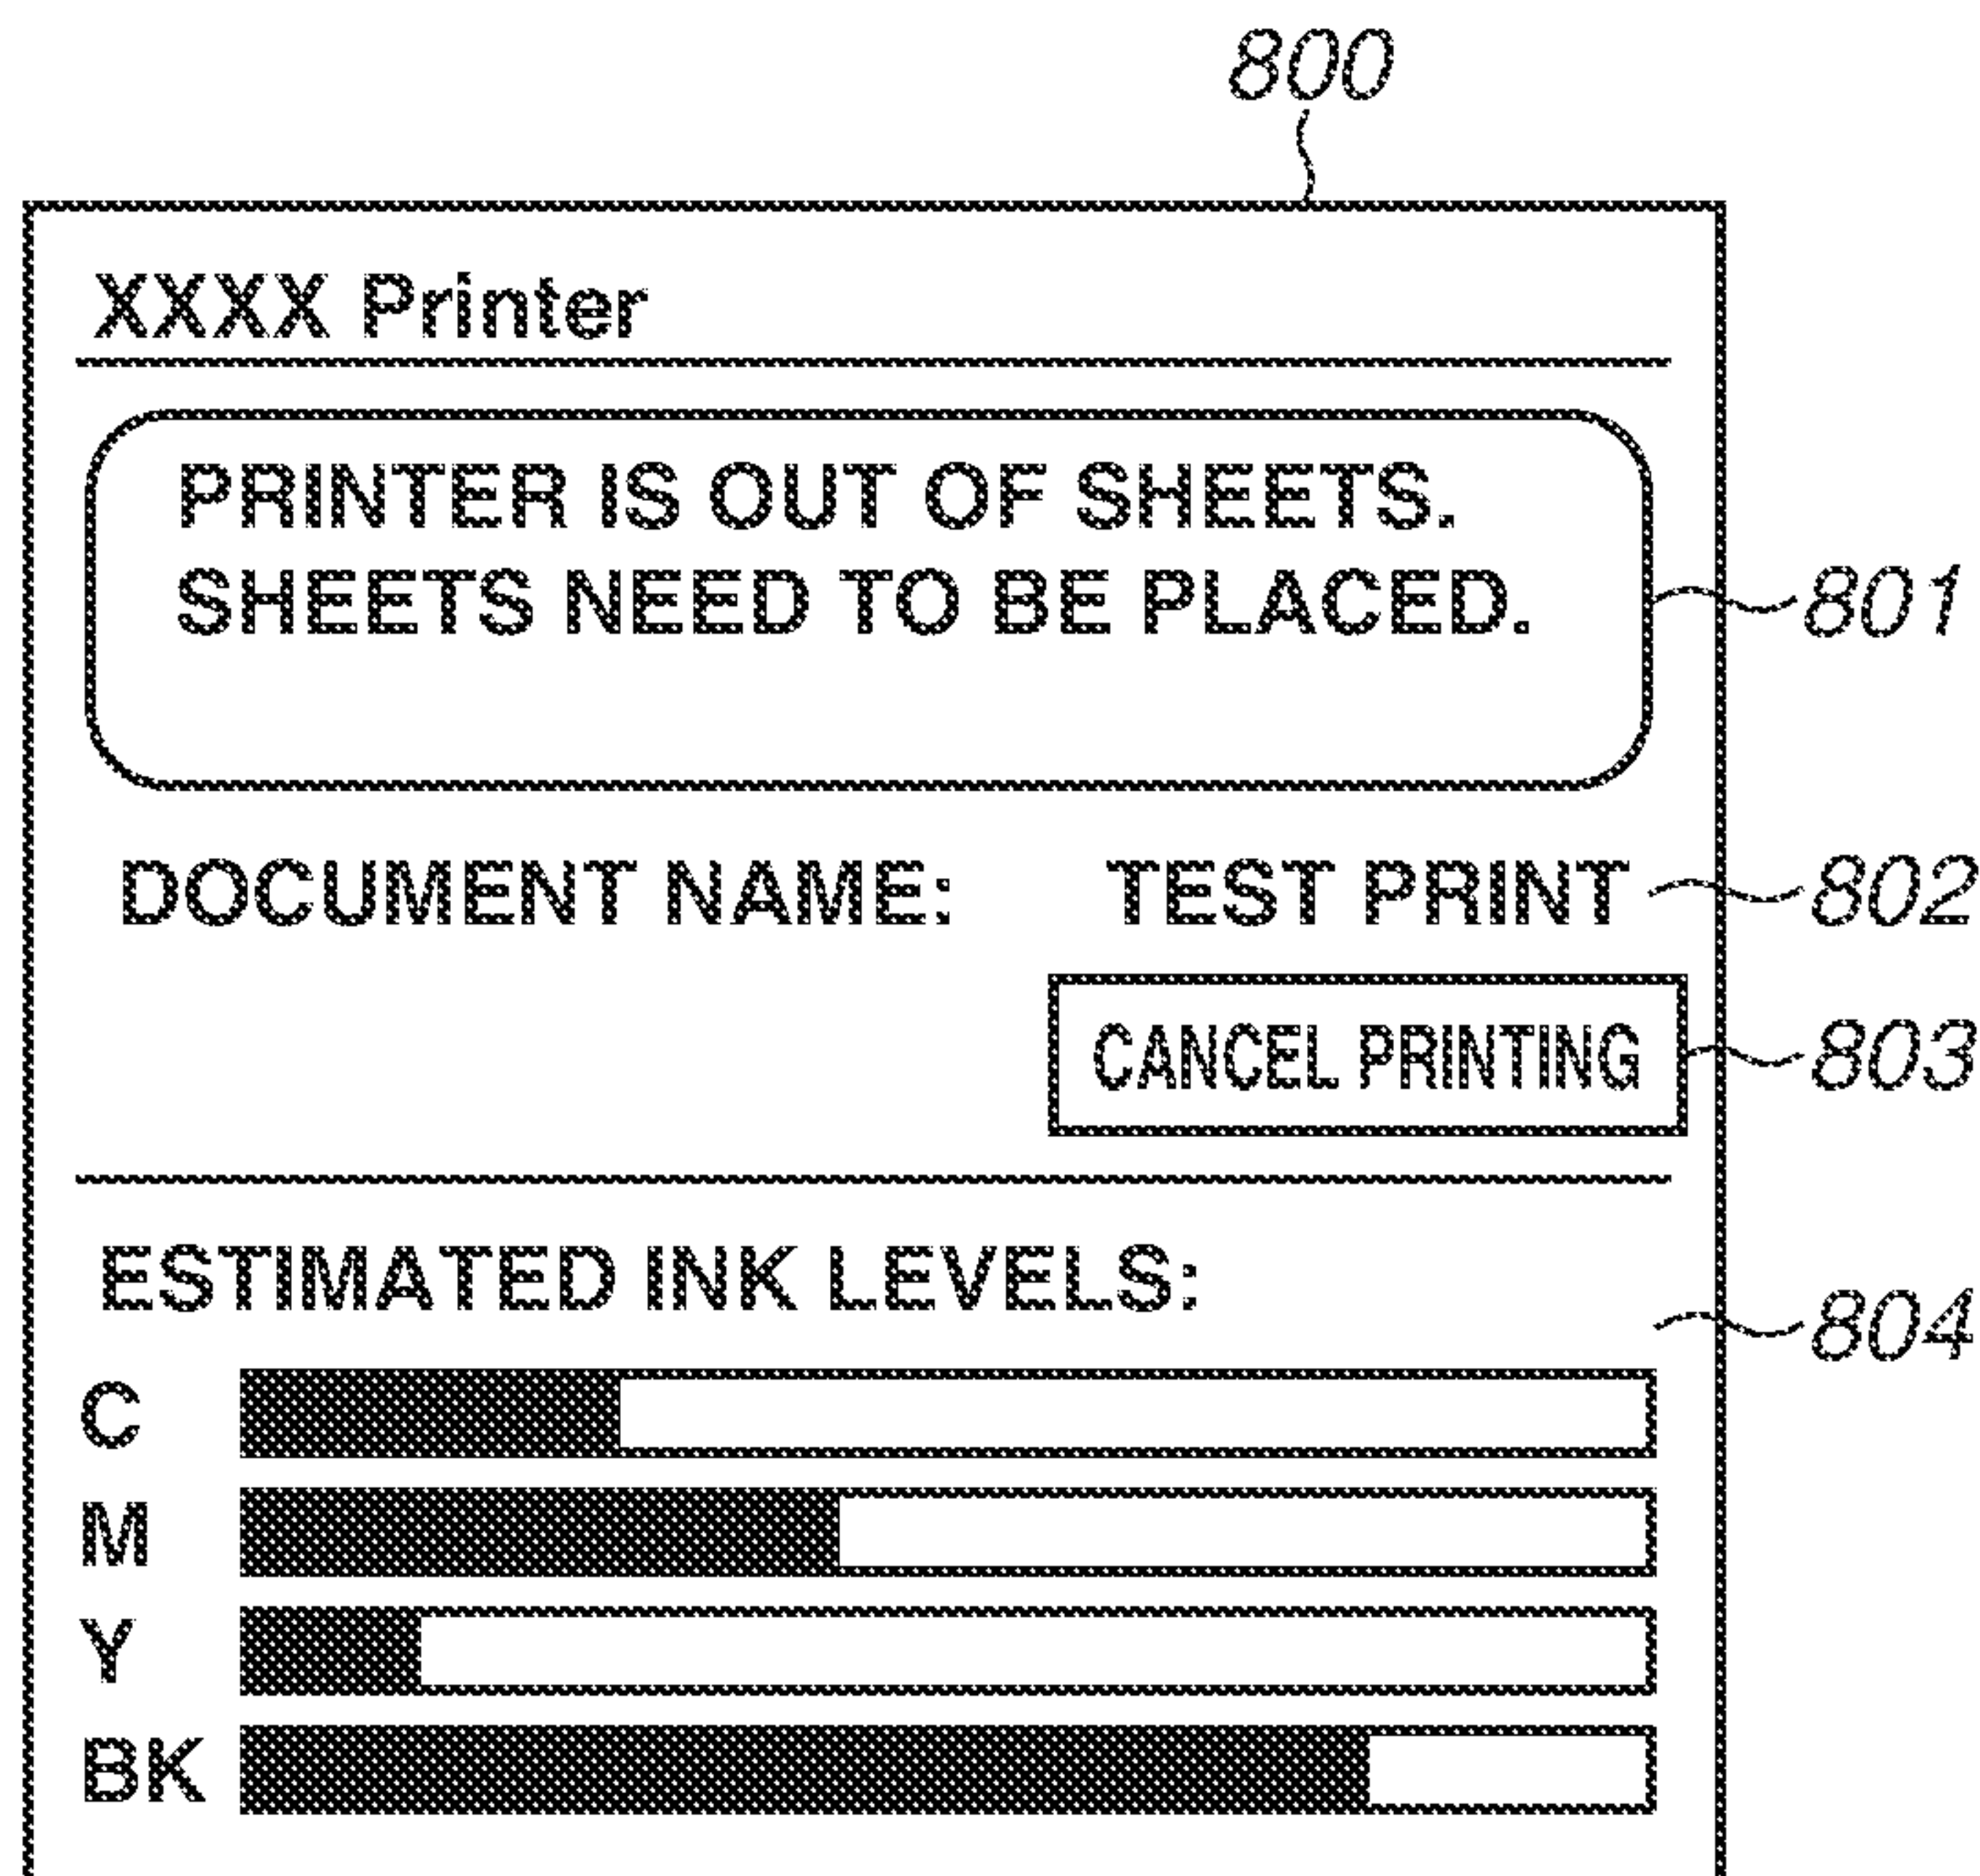 800
XXXX Printer
PRINTER IS OUT OF SHEETS.
SHEETS NEED TO BE PLACED.
801
DOCUMENT NAME: TEST PRINT
802
CANCEL PRINTING
803
ESTIMATED INK LEVELS:
804
C
M
Y
BK